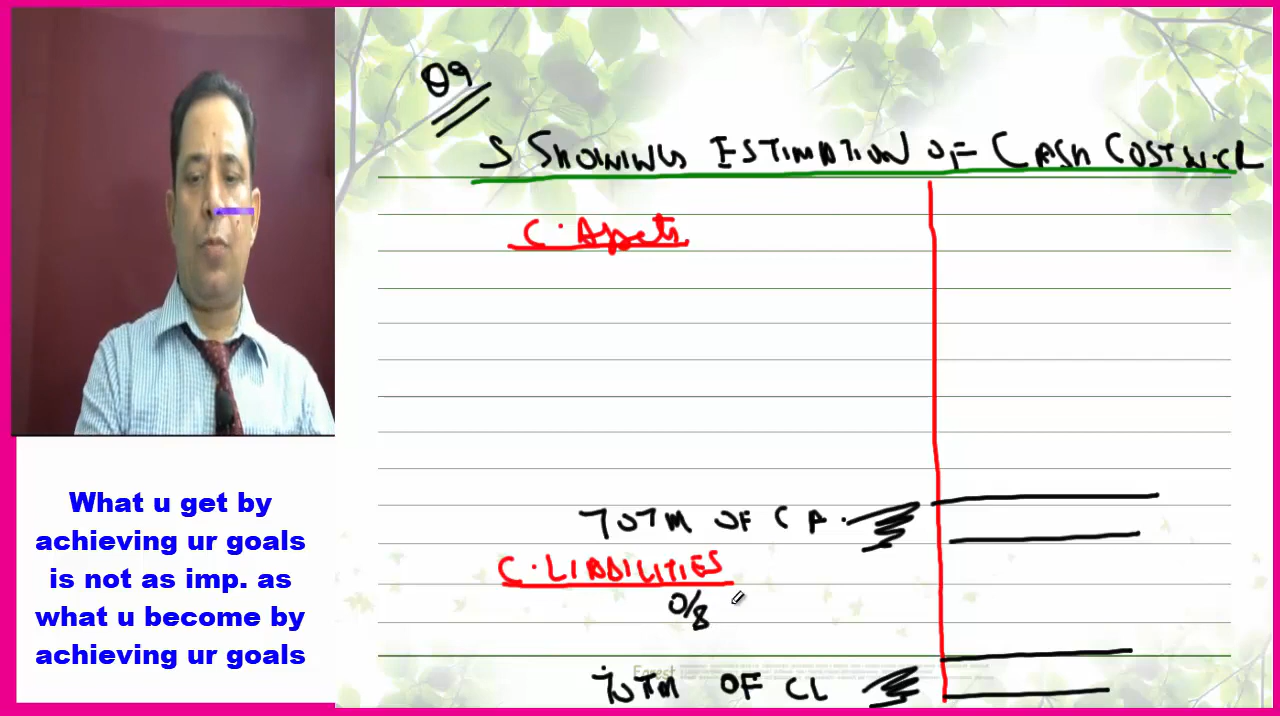 Q9
S SHOWING ESTIMATION OF CASH COST W.C
C. Assets
TOTAL OF C A.
C. LIABILITIES
O/S
TOTAL OF CL
What u get by
achieving ur goals
is not as imp. as
what u become by
achieving ur goals